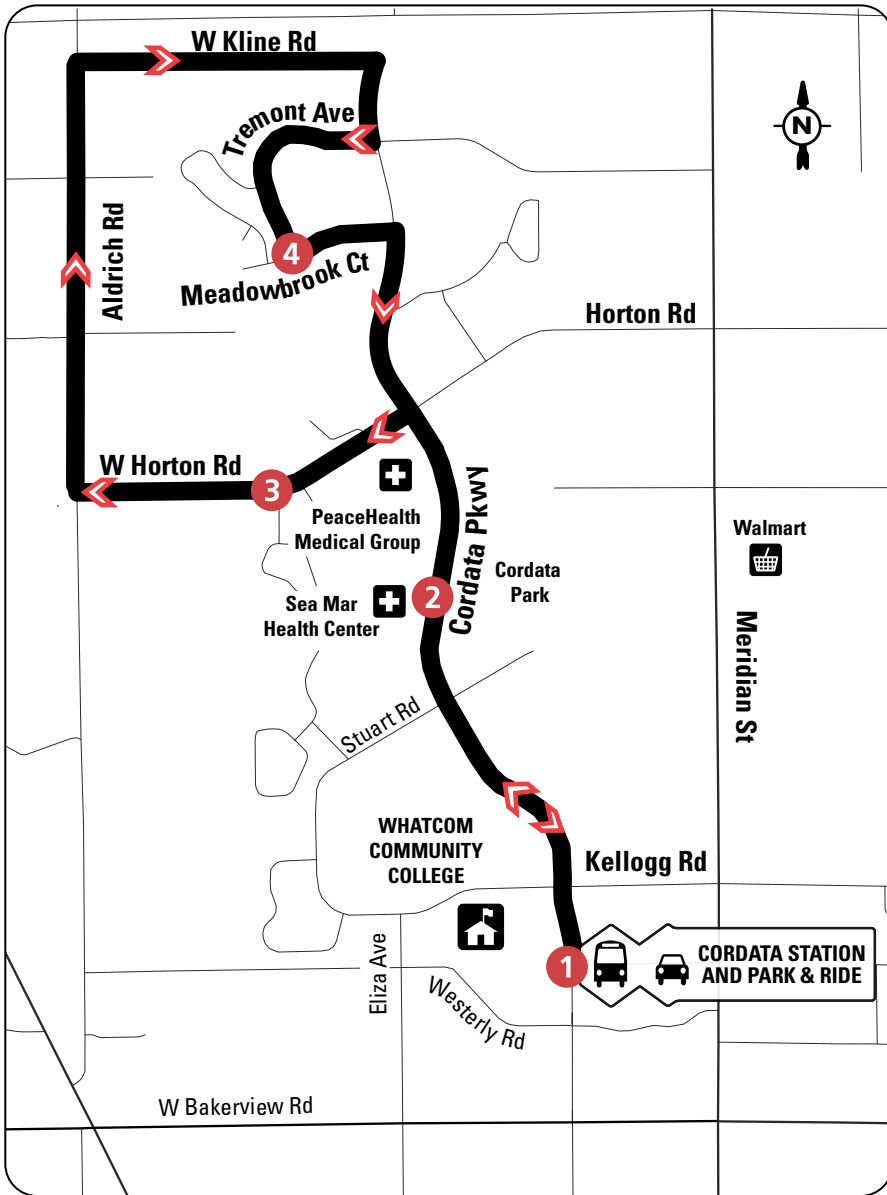 W Kline Rd
Tremont Ave
N
Aldrich Rd
4
Meadowbrook Ct
Horton Rd
W Horton Rd
3
PeaceHealth
Medical Group
Cordata Pkwy
Walmart
Sea Mar
Health Center
2
Cordata
Park
Meridian St
Stuart Rd
WHATCOM
COMMUNITY
COLLEGE
Kellogg Rd
Eliza Ave
Westerly Rd
1
CORDATA STATION
AND PARK & RIDE
W Bakerview Rd